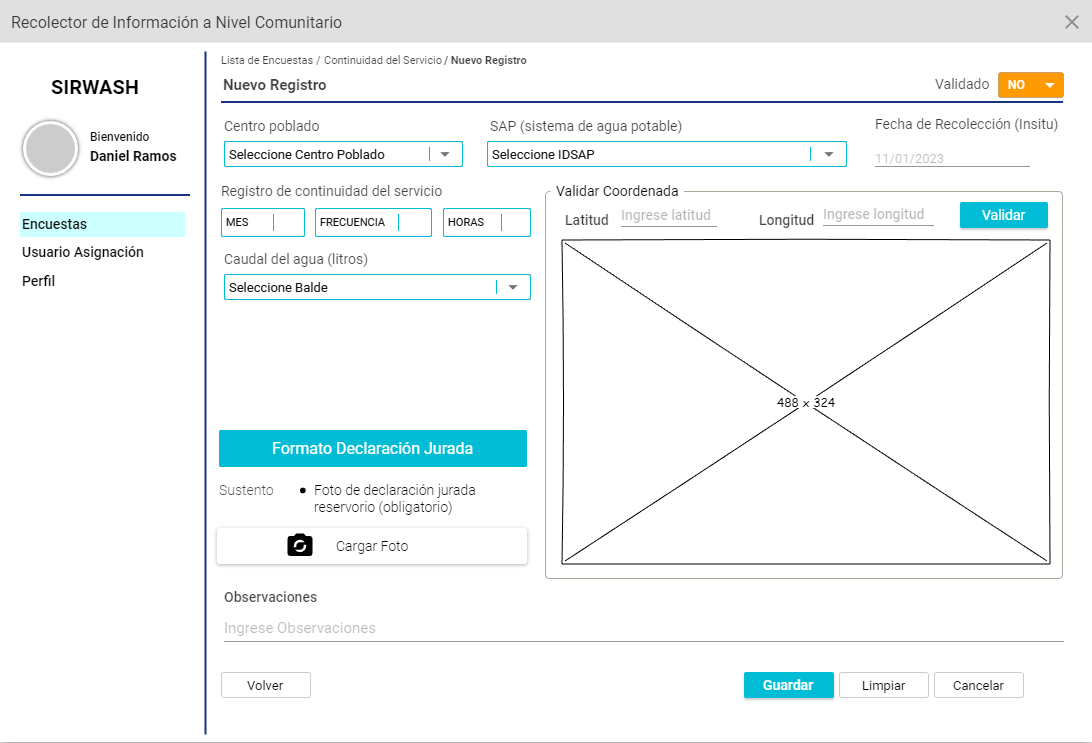 Recolector de Información a Nivel Comunitario
SIRWASH
Bienvenido
Daniel Ramos
Encuestas
Usuario Asignación
Perfil
Lista de Encuestas / Continuidad del Servicio / Nuevo Registro
Nuevo Registro
Validado
NO
Centro poblado
Seleccione Centro Poblado
SAP (sistema de agua potable)
Seleccione IDSAP
Fecha de Recolección (Insitu)
11/01/2023
Registro de continuidad del servicio
MES
FRECUENCIA
HORAS
Caudal del agua (litros)
Seleccione Balde
Validar Coordenada
Latitud
Ingrese latitud
Longitud
Ingrese longitud
Validar
488 x 324
Formato Declaración Jurada
Sustento
• Foto de declaración jurada
reservorio (obligatorio)
Cargar Foto
Observaciones
Ingrese Observaciones
Volver
Guardar
Limpiar
Cancelar